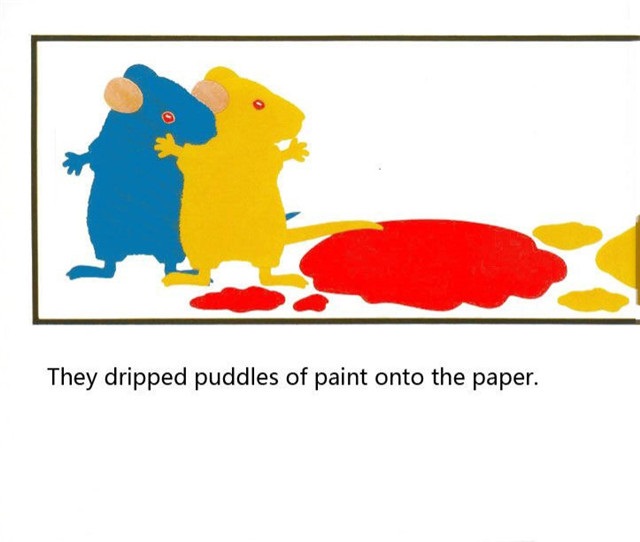 They dripped puddles of paint onto the paper.